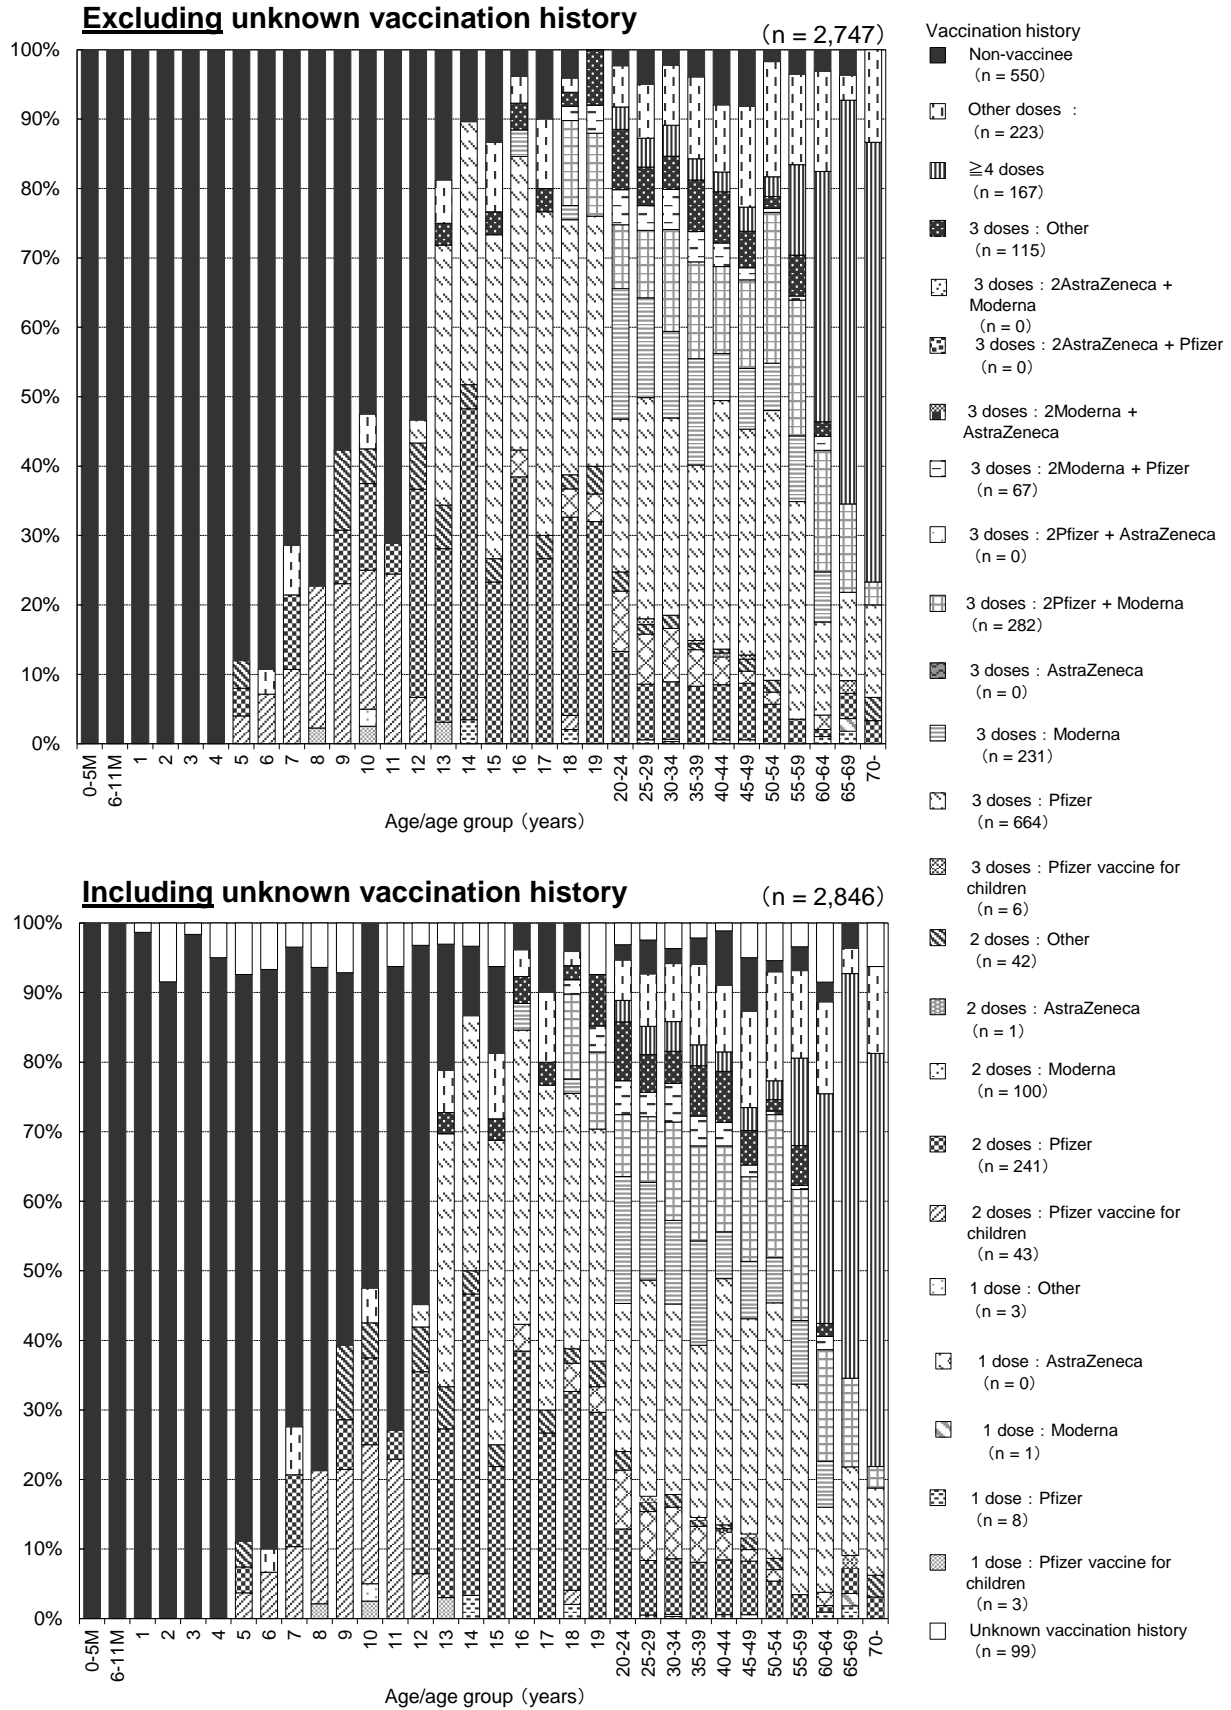 Excluding unknown vaccination history
(n = 2,747)
100%
90%
80%
70%
60%
50%
40%
30%
20%
10%
0%
0-5M
6-11M
1
2
3
4
5
6
7
8
9
10
11
12
13
14
15
16
17
18
19
20-24
25-29
30-34
35-39
40-44
45-49
50-54
55-59
60-64
65-69
70-
Age/age group（years）
Including unknown vaccination history
(n = 2,846)
100%
90%
80%
70%
60%
50%
40%
30%
20%
10%
0%
0-5M
6-11M
1
2
3
4
5
6
7
8
9
10
11
12
13
14
15
16
17
18
19
20-24
25-29
30-34
35-39
40-44
45-49
50-54
55-59
60-64
65-69
70-
Age/age group（years）
Vaccination history
Non-vaccinee
（n = 550）
Other doses ：
（n = 223）
≧4 doses
（n = 167）
3 doses：Other
（n = 115）
3 doses：2AstraZeneca +
Moderna
（n = 0）
3 doses：2AstraZeneca + Pfizer
（n = 0）
3 doses：2Moderna +
AstraZeneca
3 doses：2Moderna + Pfizer
（n = 67）
3 doses：2Pfizer + AstraZeneca
（n = 0）
3 doses：2Pfizer + Moderna
（n = 282）
3 doses：AstraZeneca
（n = 0）
3 doses：Moderna
（n = 231）
3 doses：Pfizer
（n = 664）
3 doses：Pfizer vaccine for
children
（n = 6）
2 doses：Other
（n = 42）
2 doses：AstraZeneca
（n = 1）
2 doses：Moderna
（n = 100）
2 doses：Pfizer
（n = 241）
2 doses：Pfizer vaccine for
children
（n = 43）
1 dose：Other
（n = 3）
1 dose：AstraZeneca
（n = 0）
1 dose：Moderna
（n = 1）
1 dose：Pfizer
（n = 8）
1 dose：Pfizer vaccine for
children
（n = 3）
Unknown vaccination history
（n = 99）